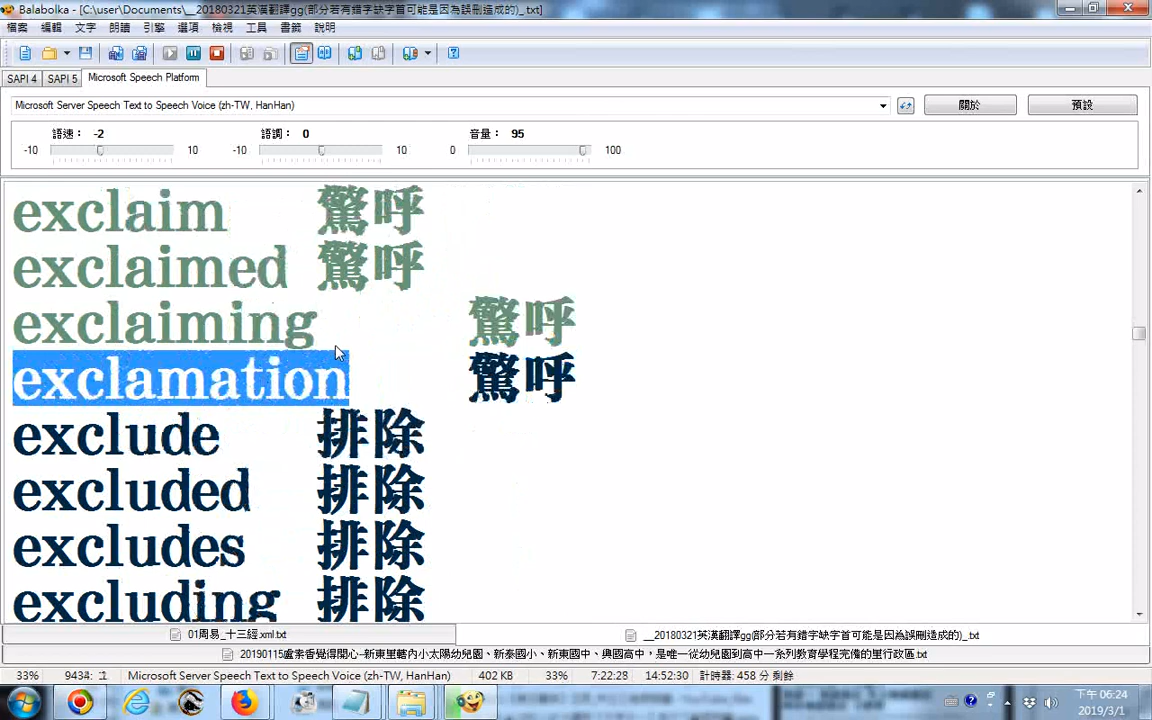 Balabolka - [C:\user\Documents\__20180321英漢翻譯gg(部分若有錯字缺字首可能是因為誤刪造成的)_.txt]
檔案 編輯 文字 朗讀 引擎 選項 檢視 工具 書籤 說明
SAPI 4 SAPI 5 Microsoft Speech Platform
Microsoft Server Speech Text to Speech Voice (zh-TW, HanHan) 關於 預設
語速： -2 語調： 0 音量： 95
-10 10 -10 10 0 100
exclaim 驚呼
exclaimed 驚呼
exclaiming 驚呼
exclamation 驚呼
exclude 排除
excluded 排除
excludes 排除
excluding 排除
01周易_十三經.xml.txt __20180321英漢翻譯gg(部分若有錯字缺字首可能是因為誤刪造成的)_.txt
20190115盧素香覺得開心-新東里轄內小太陽幼兒園、新泰國小、新東國中、興國高中，是唯一從幼兒園到高中一系列教育學程完備的里行政區.txt
33% 9434: 1 Microsoft Server Speech Text to Speech Voice (zh-TW, HanHan) 402 KB 33% 7:22:28 14:52:30 計時器: 458 分 剩餘
下午 06:24
2019/3/1